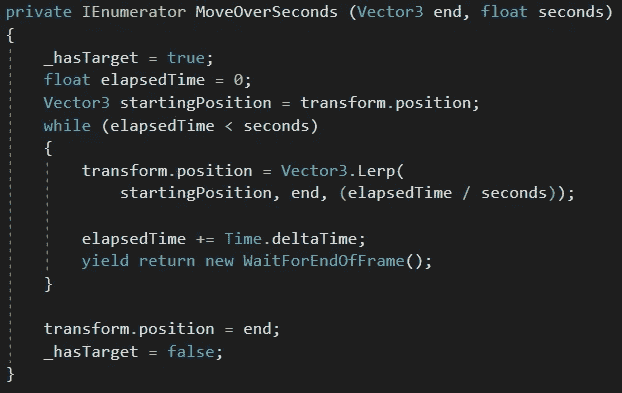 private IEnumerator MoveOverSeconds (Vector3 end, float seconds)
{
_hasTarget = true;
float elapsedTime = 0;
Vector3 startingPosition = transform.position;
while (elapsedTime < seconds)
{
transform.position = Vector3.Lerp(
startingPosition, end, (elapsedTime / seconds));
elapsedTime += Time.deltaTime;
yield return new WaitForEndOfFrame();
}
transform.position = end;
_hasTarget = false;
}